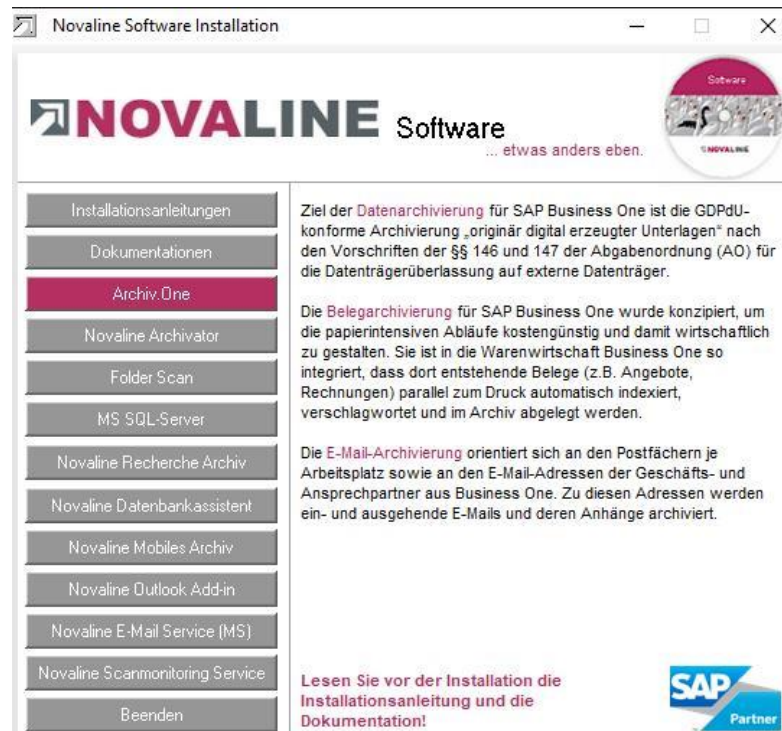 Novaline Software Installation
NOVALINE Software
... etwas anders eben.
Software
NOVALINE
Installationsanleitungen
Dokumentationen
Archiv.One
Novaline Archivator
Folder Scan
MS SQL-Server
Novaline Recherche Archiv
Novaline Datenbankassistent
Novaline Mobiles Archiv
Novaline Outlook Add-in
Novaline E-Mail Service (MS)
Novaline Scanmonitoring Service
Beenden
Ziel der Datenarchivierung für SAP Business One ist die GDPdU-
konforme Archivierung „originär digital erzeugter Unterlagen“ nach
den Vorschriften der §§ 146 und 147 der Abgabenordnung (AO) für
die Datenträgerüberlassung auf externe Datenträger.
Die Belegarchivierung für SAP Business One wurde konzipiert, um
die papierintensiven Abläufe kostengünstig und damit wirtschaftlich
zu gestalten. Sie ist in die Warenwirtschaft Business One so
integriert, dass dort entstehende Belege (z.B. Angebote,
Rechnungen) parallel zum Druck automatisch indexiert,
verschlagwortet und im Archiv abgelegt werden.
Die E-Mail-Archivierung orientiert sich an den Postfächern je
Arbeitsplatz sowie an den E-Mail-Adressen der Geschäfts- und
Ansprechpartner aus Business One. Zu diesen Adressen werden
ein- und ausgehende E-Mails und deren Anhänge archiviert.
Lesen Sie vor der Installation die
Installationsanleitung und die
Dokumentation!
SAP
Partner